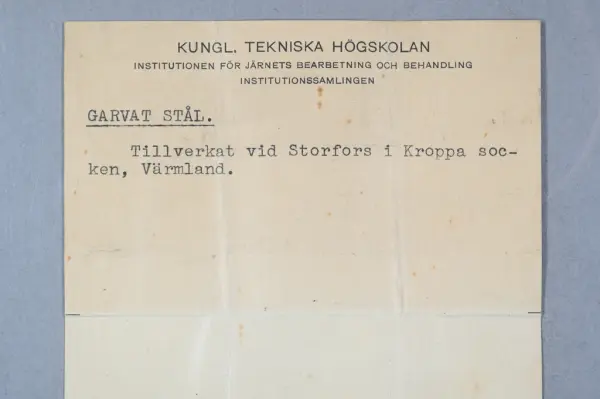 KUNGL. TEKNISKA HÖGSKOLAN
INSTITUTIONEN FÖR JÄRNETS BEARBETNING OCH BEHANDLING
INSTITUTIONSSAMLINGEN
GARVAT STÅL.
Tillverkat vid Storfors i Kroppa soc-
ken, Värmland.